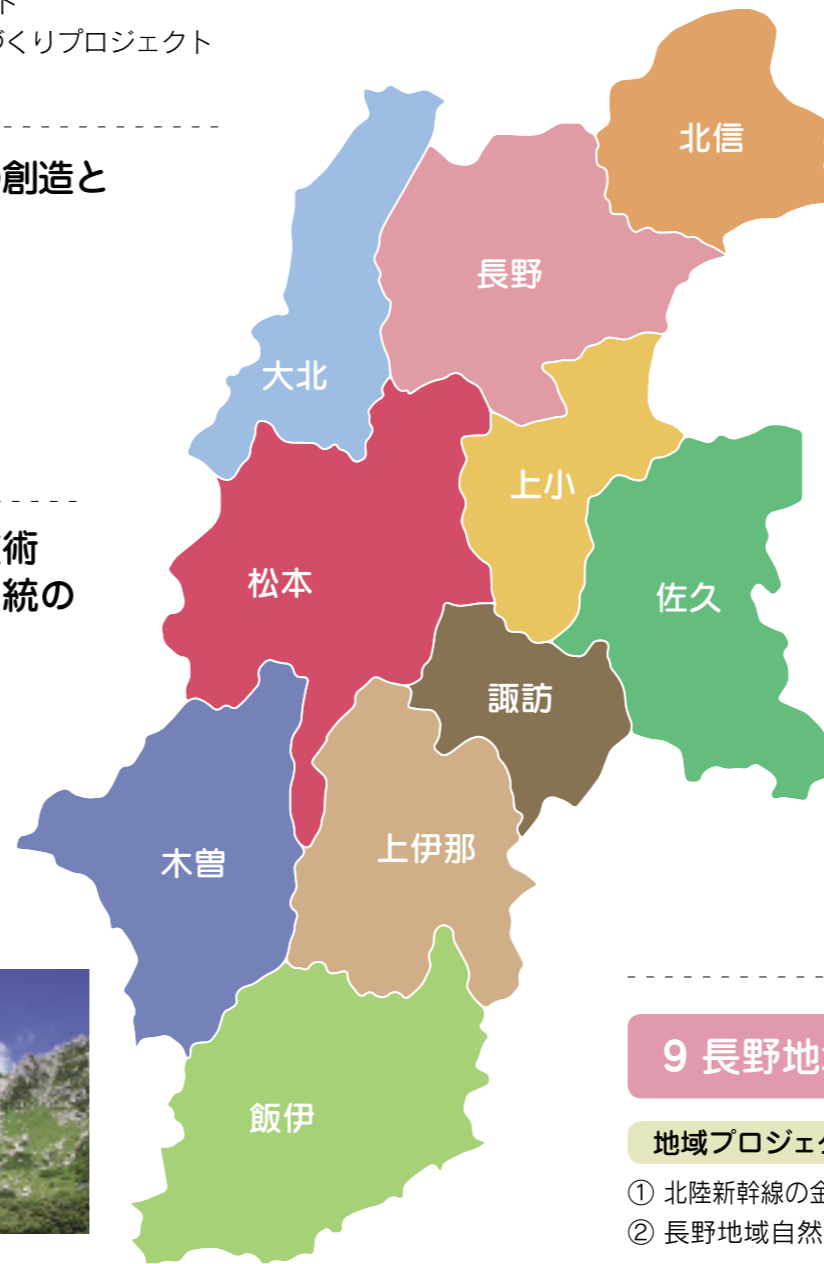 ト
づくりプロジェクト
創造と
術
統の
北信
長野
大北
上小
松本
佐久
諏訪
木曽
上伊那
飯伊
9 長野地
地域プロジェ
① 北陸新幹線の金
② 長野地域自然